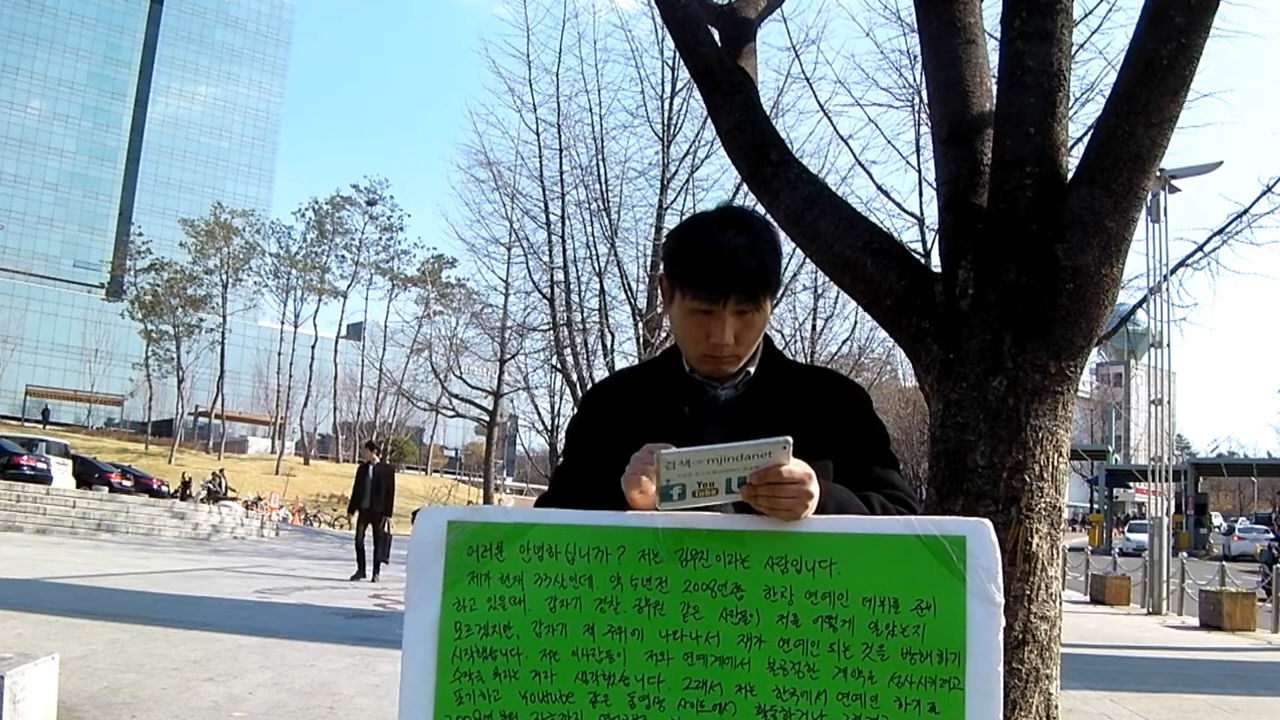 검색 mjindanet
f You Tube
여러분 안녕하십니까? 저는 김우진이라는 사람입니다.
제가 현재 33살인데, 약 5년전 2008년쯤 한창 연예인 데뷔를 준비
하고 있을때, 갑자기 경찰, 공무원 같은 사람들이 저를 어떻게 알았는지
모르겠지만, 갑자기 제 주위에 나타나서 제가 연예인 되는 것을 방해하기
시작했습니다. 저는 이사람들이 저와 연예계에서 불공정한 계약을 성사시키려고
수작을 하는 거라 생각했습니다. 그래서 저는 한국에서 연예인 하기를
포기하고 Youtube 같은 동영상 사이트에서 활동하거나